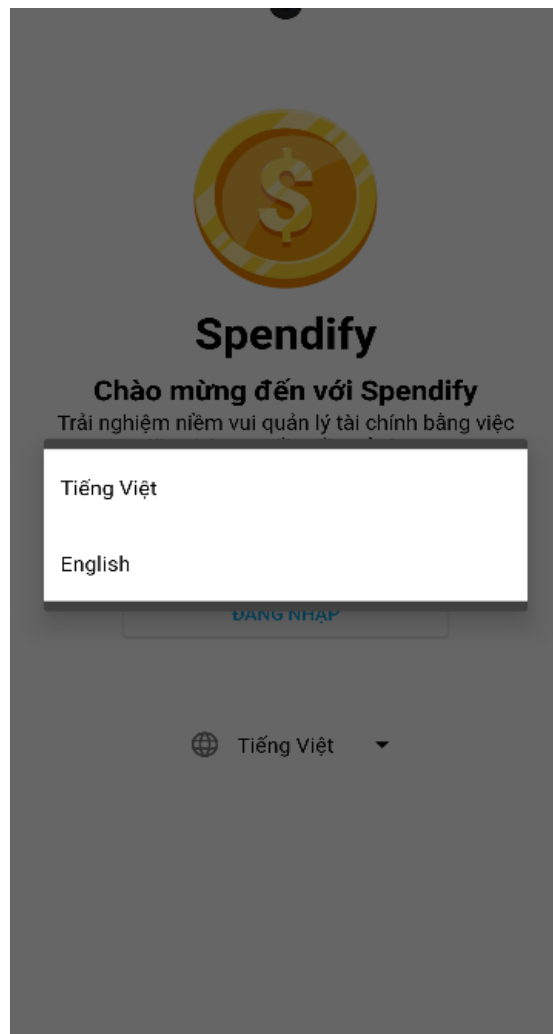 $
Spendify
Chào mừng đến với Spendify
Trải nghiệm niềm vui quản lý tài chính bằng việc
Tiếng Việt
English
ĐĂNG NHẬP
Tiếng Việt